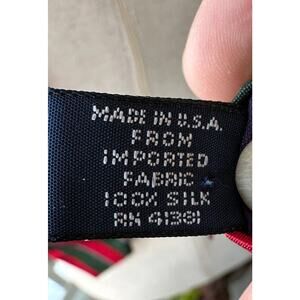 MADE IN U.S.A.
FROM
IMPORTED
FABRIC
100% SILK
RN 41381